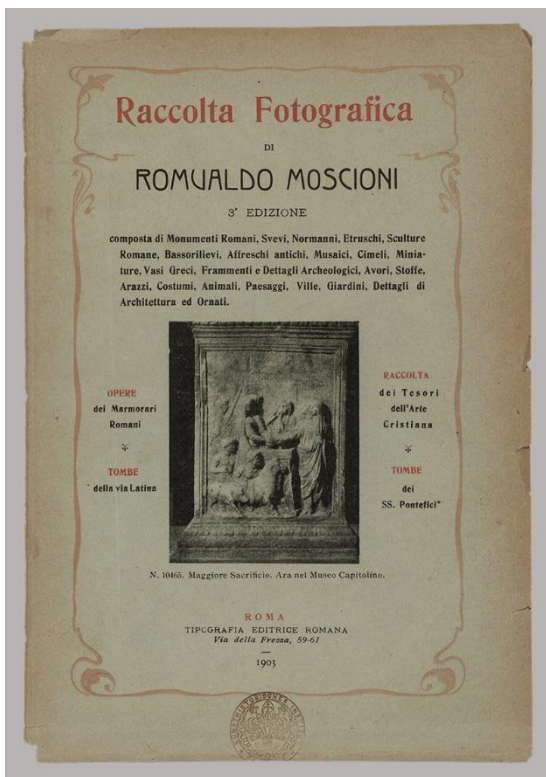 Raccolta Fotografica
DI
ROMUALDO MOSCIONI
3ª EDIZIONE
composta di Monumenti Romani, Svevi, Normanni, Etruschi, Sculture
Romane, Bassorilievi, Affreschi antichi, Musaici, Cimeli, Minia-
ture, Vasi Greci, Frammenti e Dettagli Archeologici, Avori, Stoffe,
Arazzi, Costumi, Animali, Paesaggi, Ville, Giardini, Dettagli di
Architettura ed Ornati.
OPERE
dei Marmorari
Romani
TOMBE
della via Latina
RACCOLTA
dei Tesori
dell'Arte
Cristiana
TOMBE
dei
SS. Pontefici"
N. 10465. Maggiore Sacrificio. Ara nel Museo Capitolino.
ROMA
TIPOGRAFIA EDITRICE ROMANA
Via della Frezza, 59-61
1903